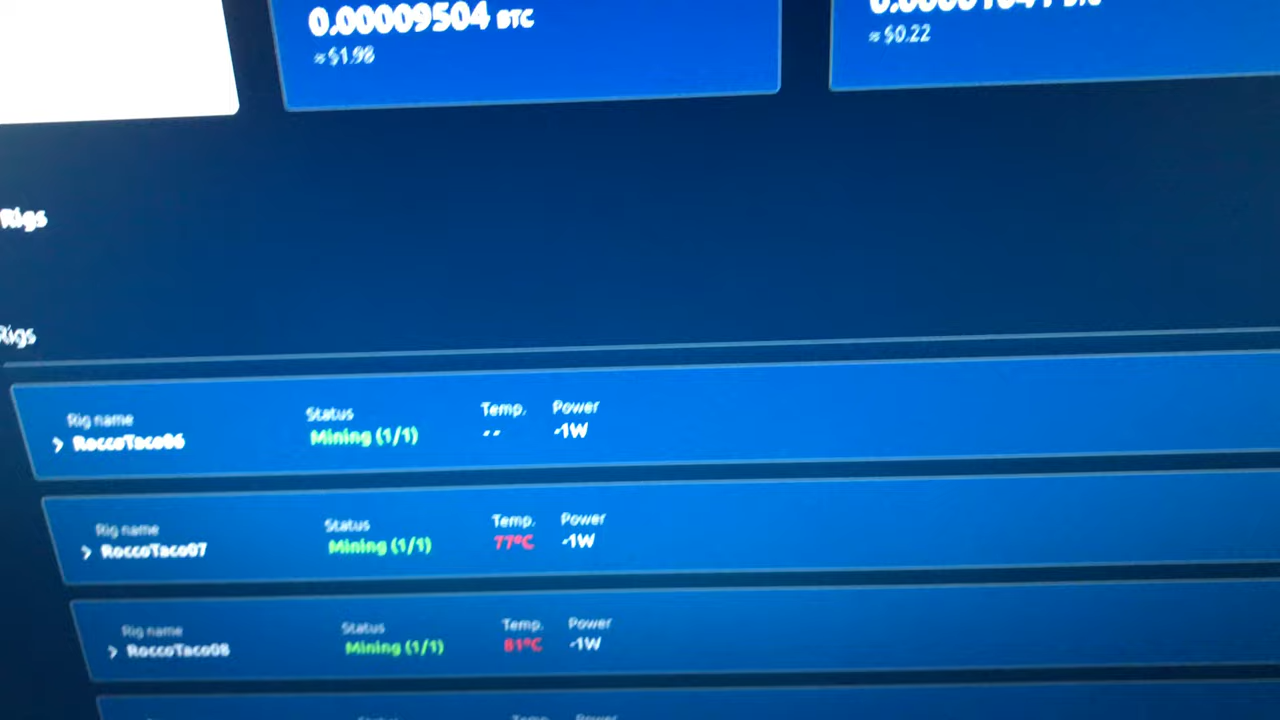 0.00009504 BTC
≈ $1.98
≈ $0.22
Rigs
Rigs
Rig name Status Temp. Power
RoccoTaco06 Mining (1/1) -- -1W
Rig name Status Temp. Power
RoccoTaco07 Mining (1/1) 77°C -1W
Rig name Status Temp. Power
RoccoTaco08 Mining (1/1) 81°C -1W
Temp. Power